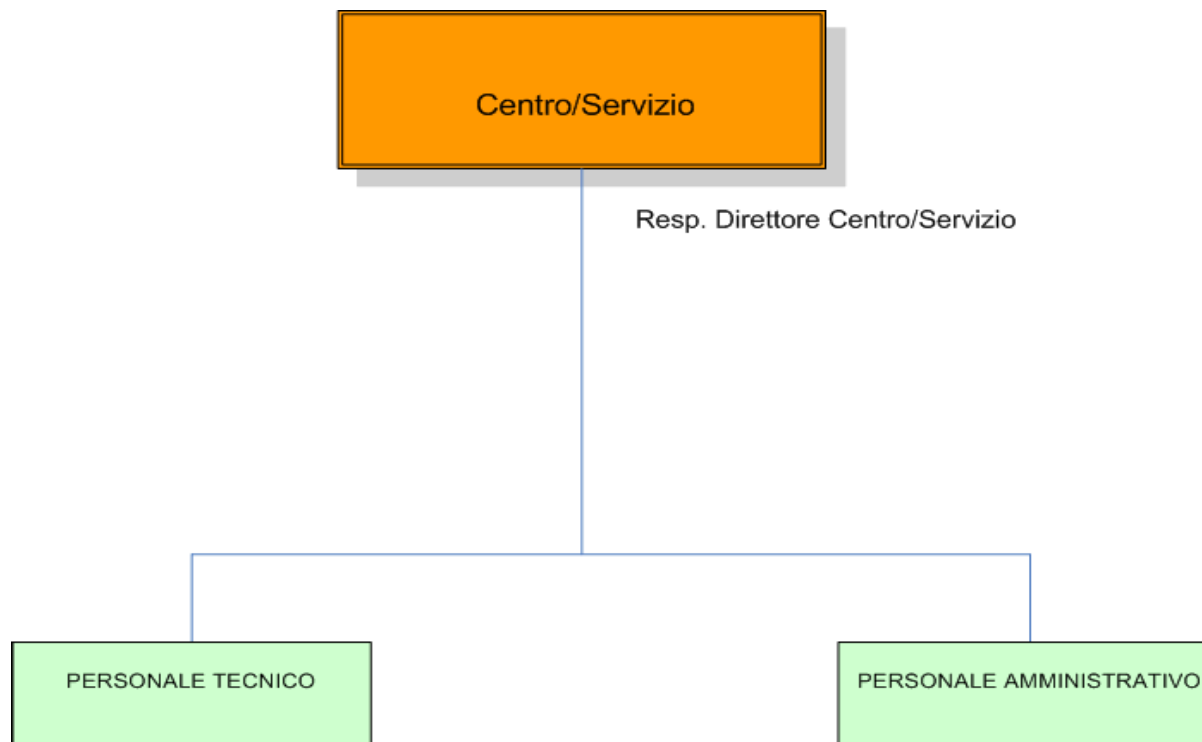 Centro/Servizio
Resp. Direttore Centro/Servizio
PERSONALE TECNICO
PERSONALE AMMINISTRATIVO